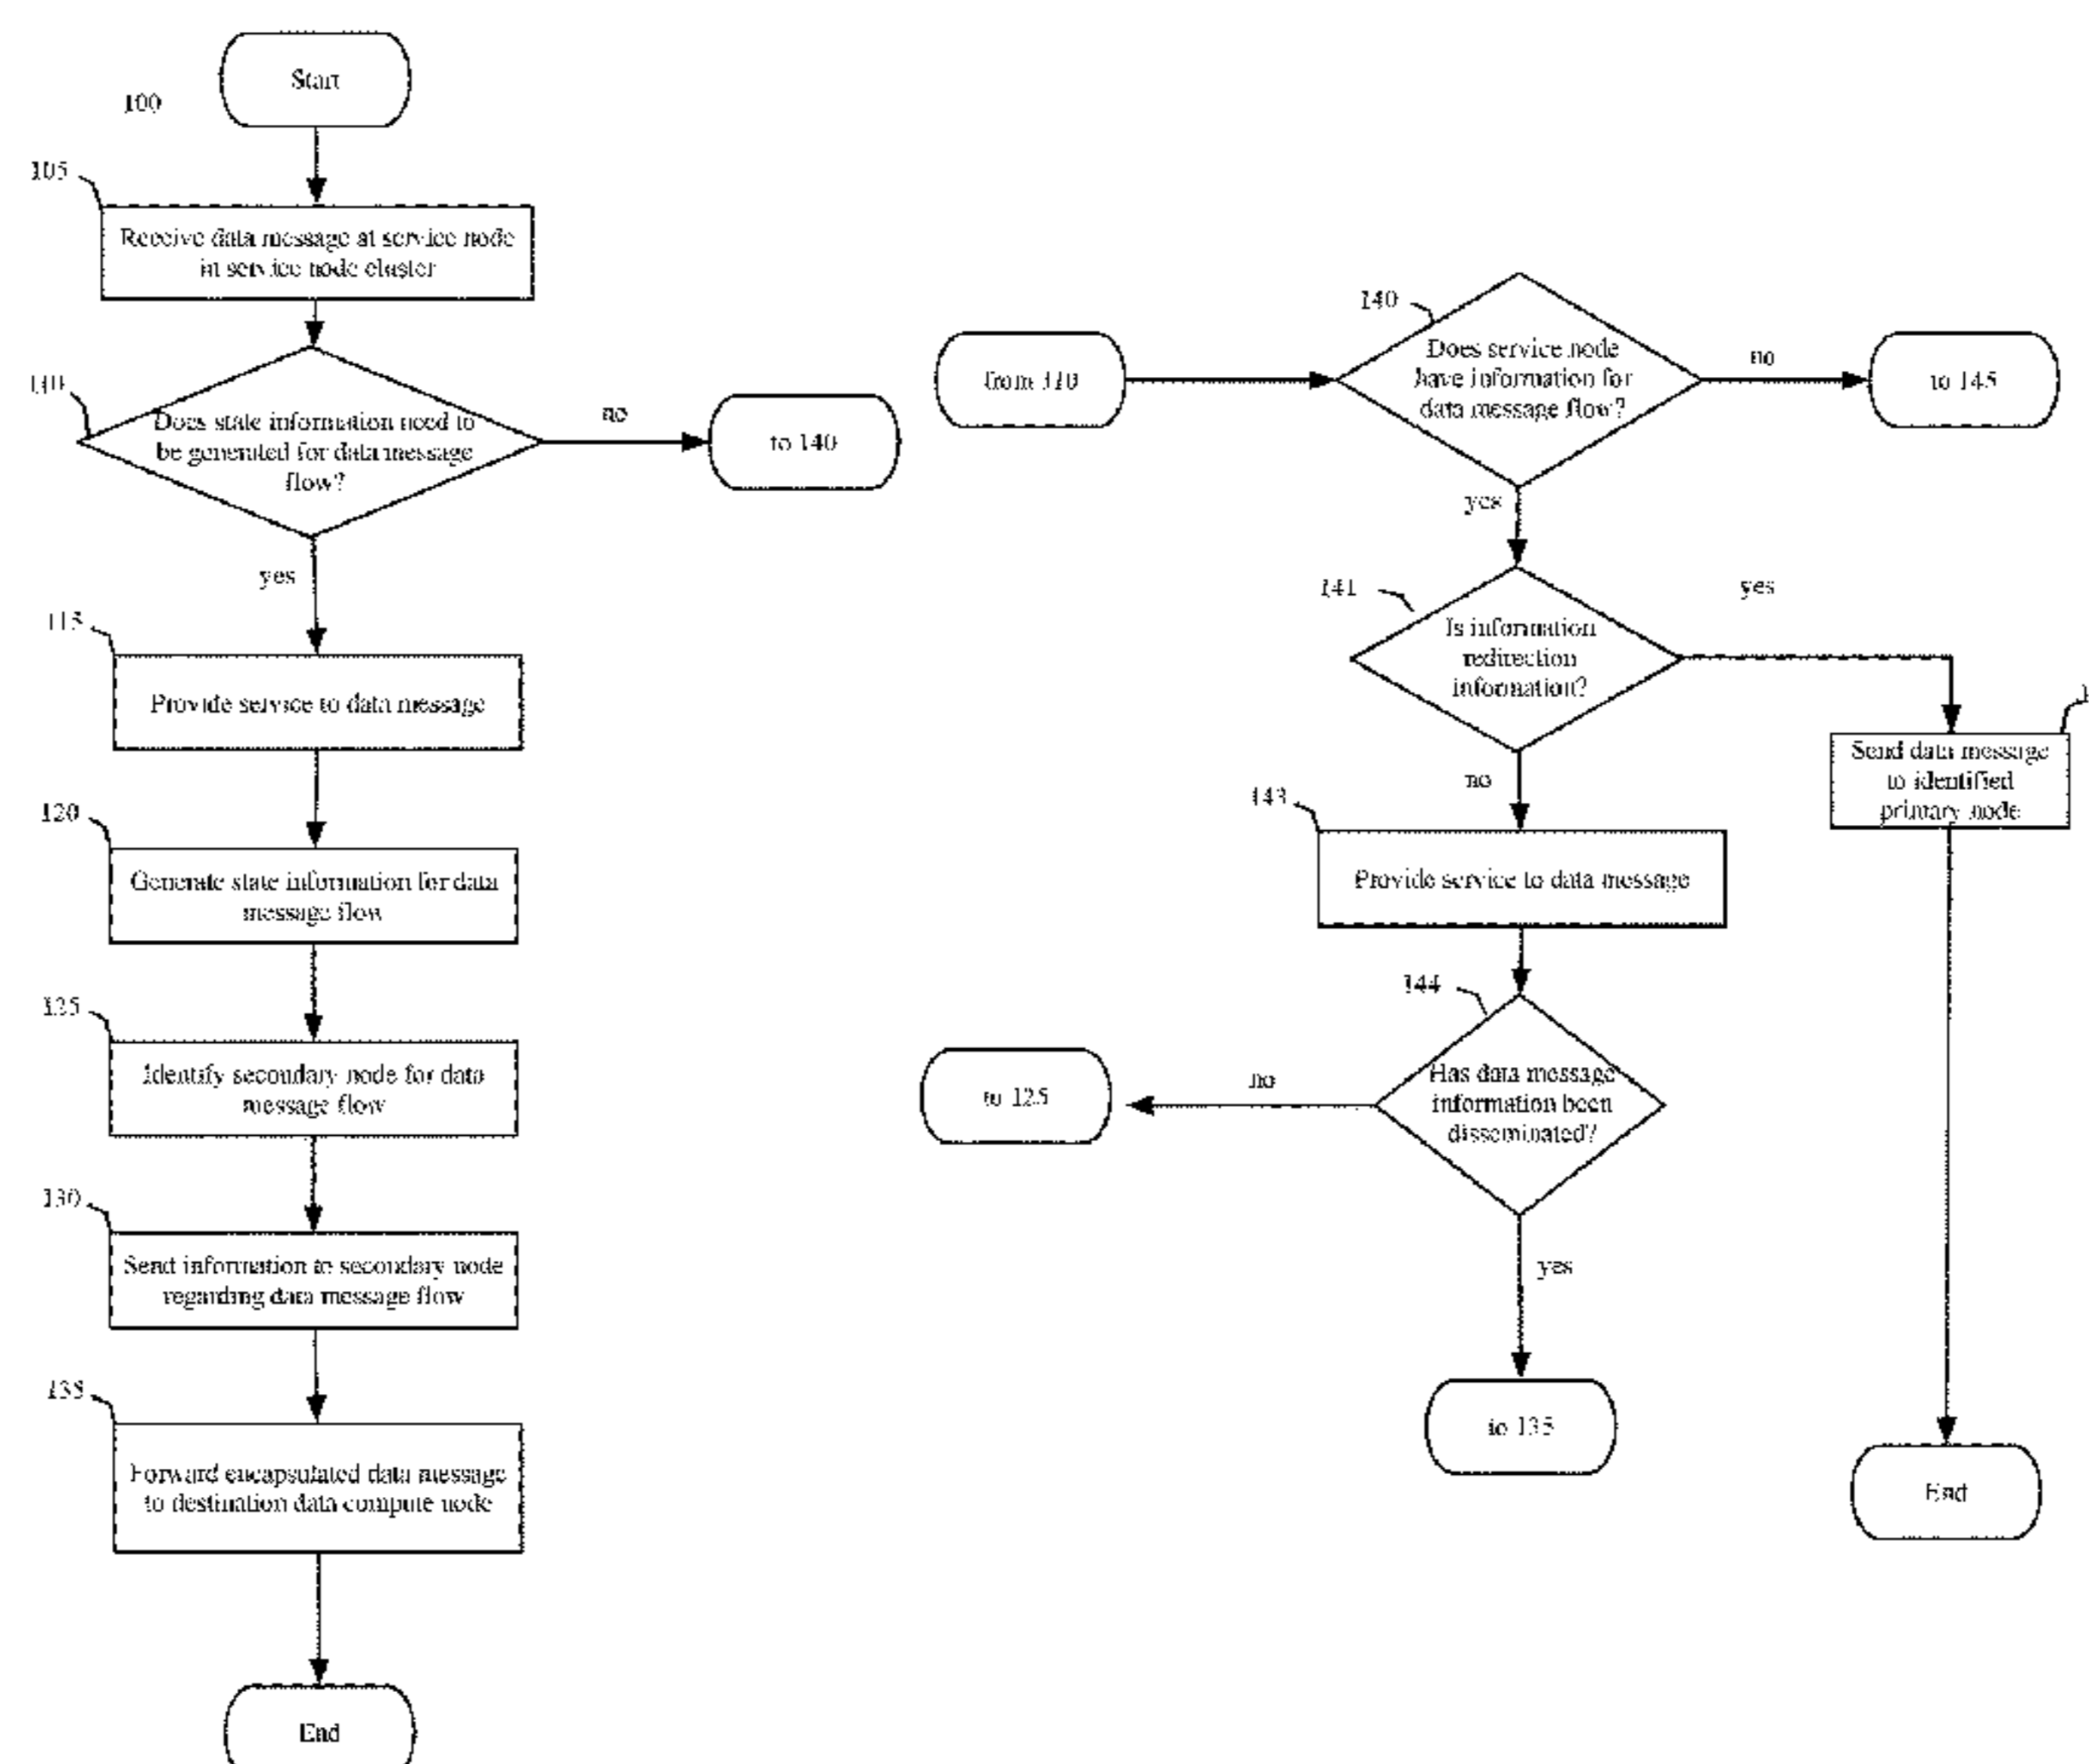 Start
100
105
Receive data message at service node
in service node cluster
110
Does state information need to
be generated for data message
flow?
no
to 140
yes
115
Provide service to data message
120
Generate state information for data
message flow
125
Identify secondary node for data
message flow
130
Send information to secondary node
regarding data message flow
135
Forward encapsulated data message
to destination data compute node
End
from 310
140
Does service node
have information for
data message flow?
no
to 145
yes
141
Is information
redirection
information?
yes
Send data message
to identified
primary node
End
no
143
Provide service to data message
144
Has data message
information been
disseminated?
no
to 125
yes
to 135